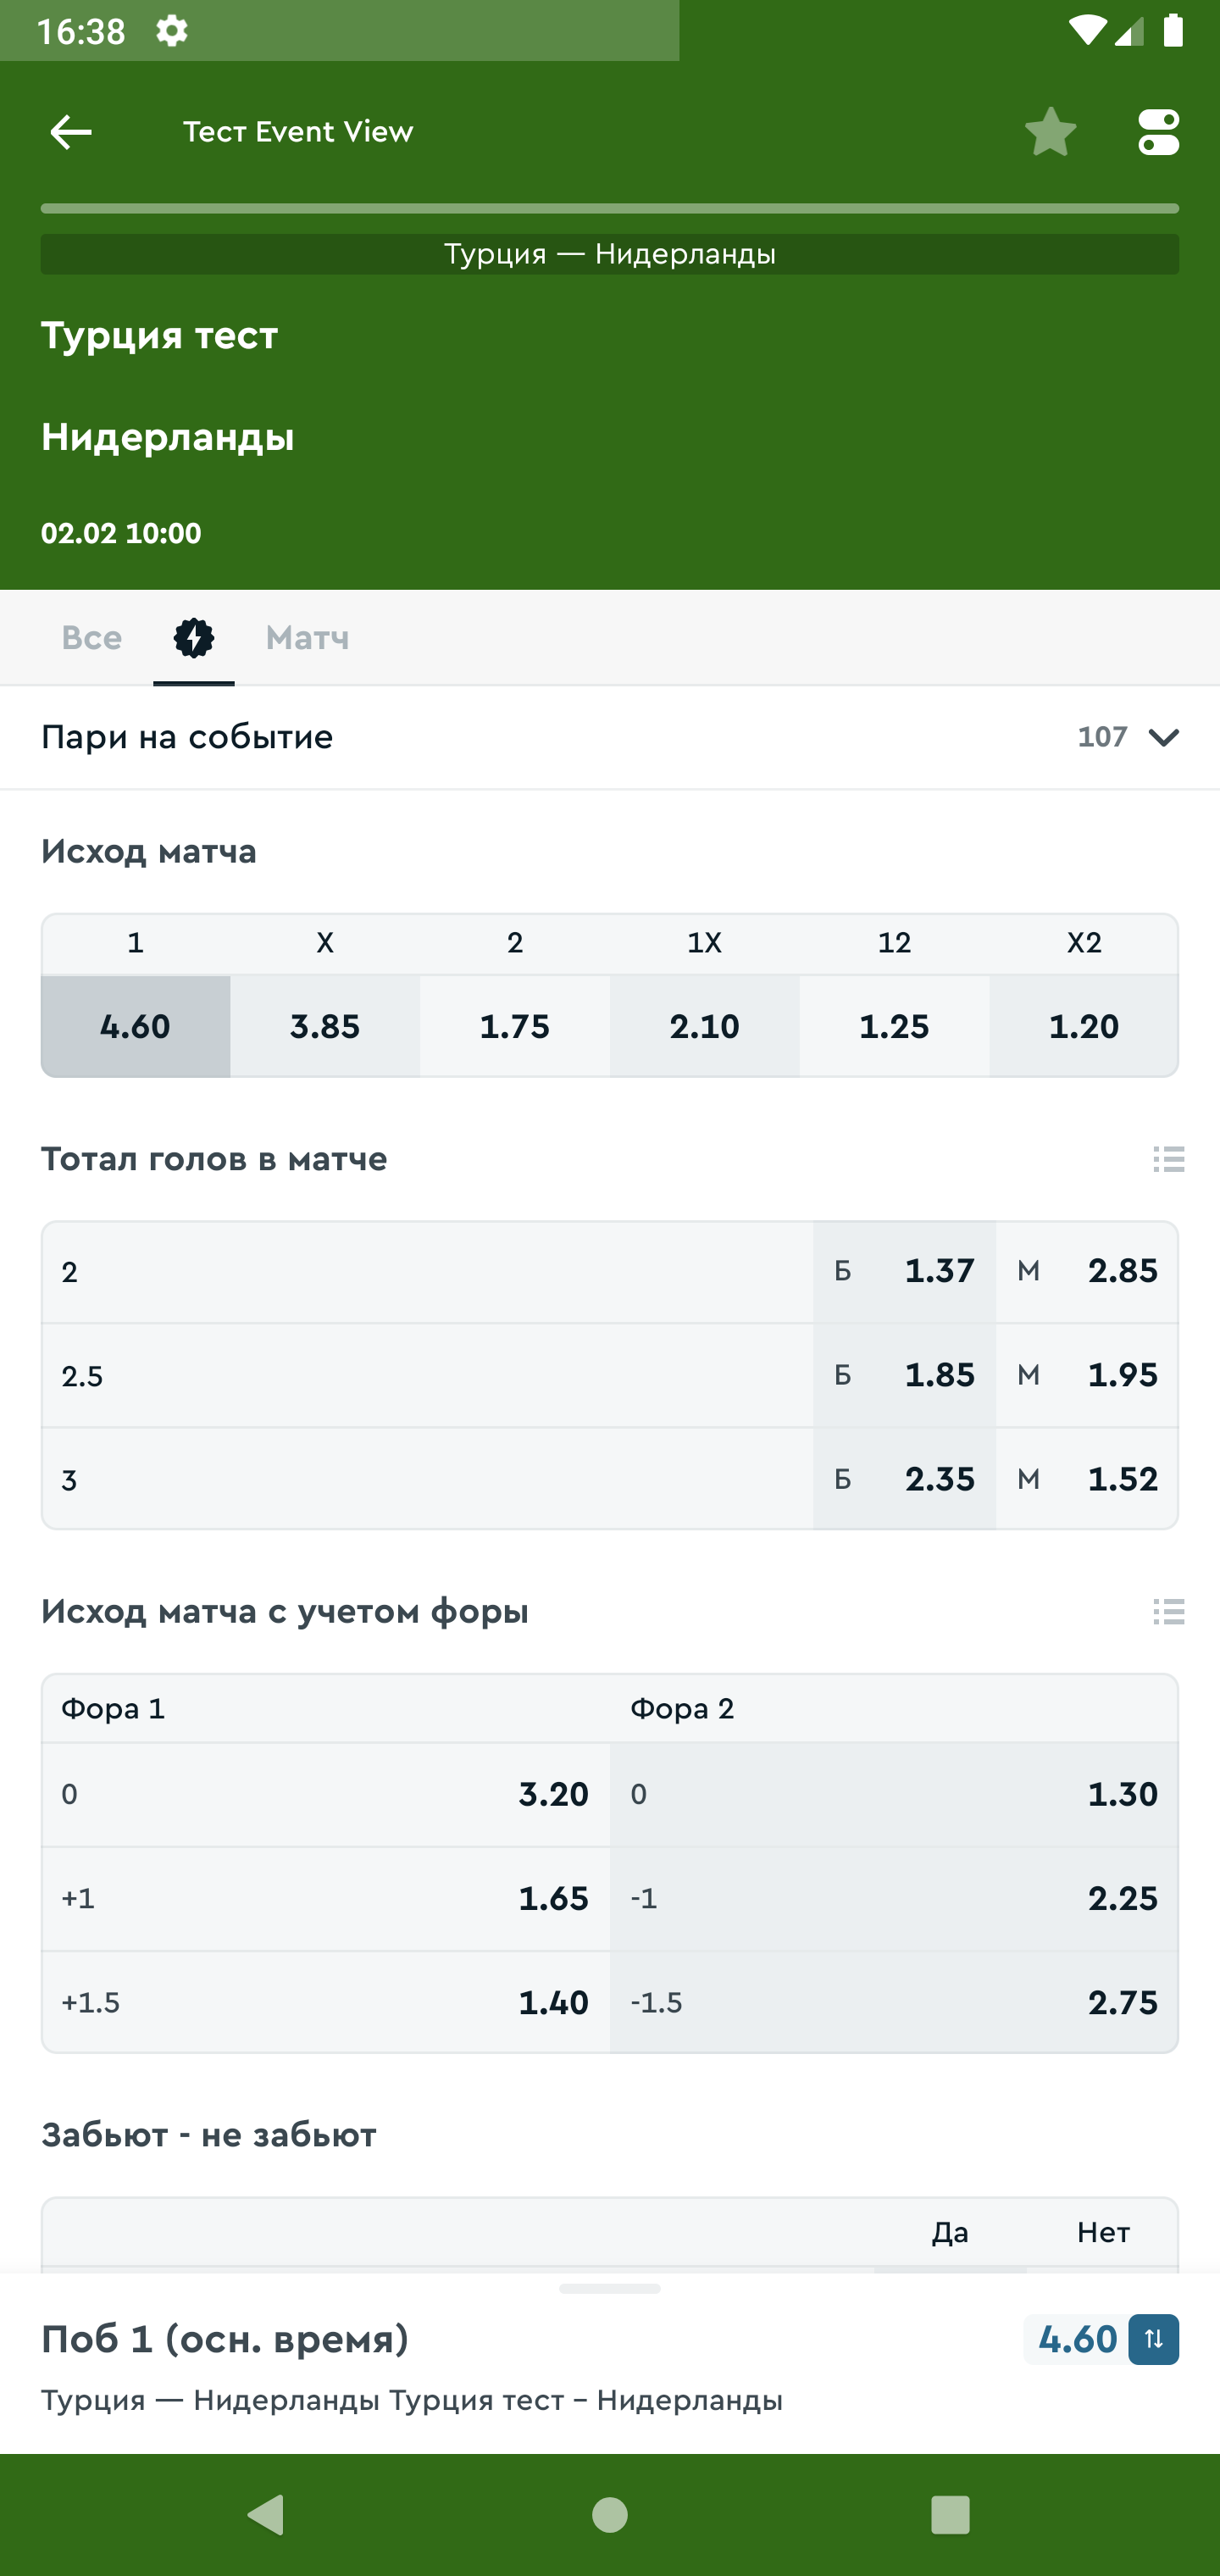 16:38
Тест Event View
Турция — Нидерланды
Турция тест
Нидерланды
02.02 10:00
Все Матч
Пари на событие 107
Исход матча
1 X 2 1X 12 X2
4.60 3.85 1.75 2.10 1.25 1.20
Тотал голов в матче
2 Б 1.37 М 2.85
2.5 Б 1.85 М 1.95
3 Б 2.35 М 1.52
Исход матча с учетом форы
Фора 1 Фора 2
0 3.20 0 1.30
+1 1.65 -1 2.25
+1.5 1.40 -1.5 2.75
Забьют - не забьют
Да Нет
Поб 1 (осн. время) 4.60
Турция — Нидерланды Турция тест – Нидерланды